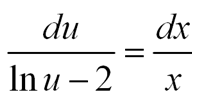 du/(ln u − 2) = dx/x